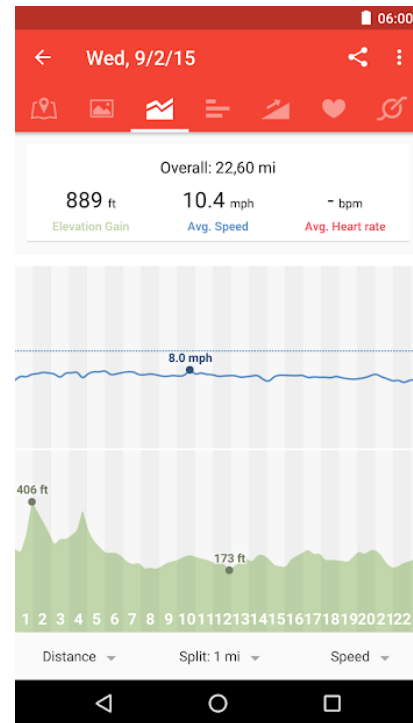 06:00
Wed, 9/2/15
Overall: 22,60 mi
889 ft 10.4 mph - bpm
Elevation Gain Avg. Speed Avg. Heart rate
8.0 mph
406 ft
173 ft
1 2 3 4 5 6 7 8 9 10 11 12 13 14 15 16 17 18 19 20 21 22
Distance Split: 1 mi Speed